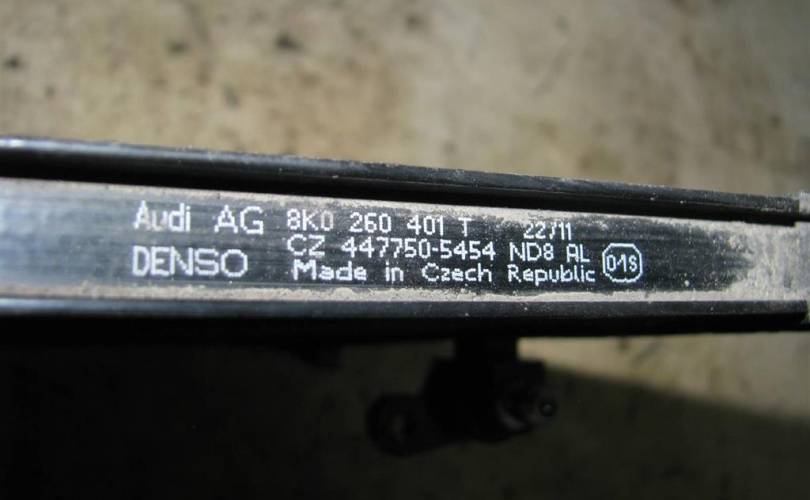 Audi AG 8K0 260 401 T 22/11
DENSO CZ 447750-5454 ND8 AL 01S
Made in Czech Republic